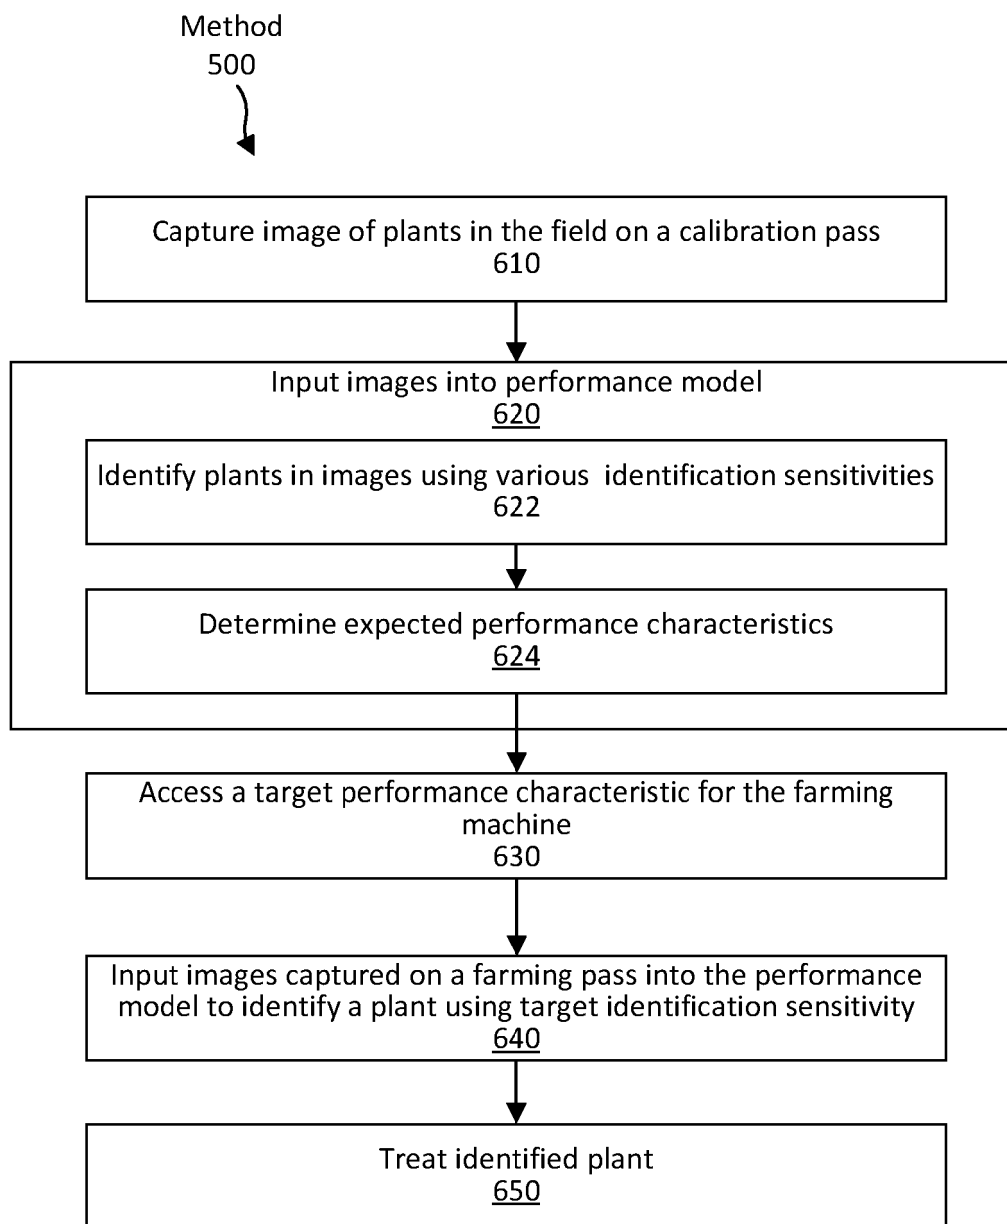 Method
500
Capture image of plants in the field on a calibration pass
610
Input images into performance model
620
Identify plants in images using various  identification sensitivities
622
Determine expected performance characteristics
624
Access a target performance characteristic for the farming
machine
630
Input images captured on a farming pass into the performance
model to identify a plant using target identification sensitivity
640
Treat identified plant
650